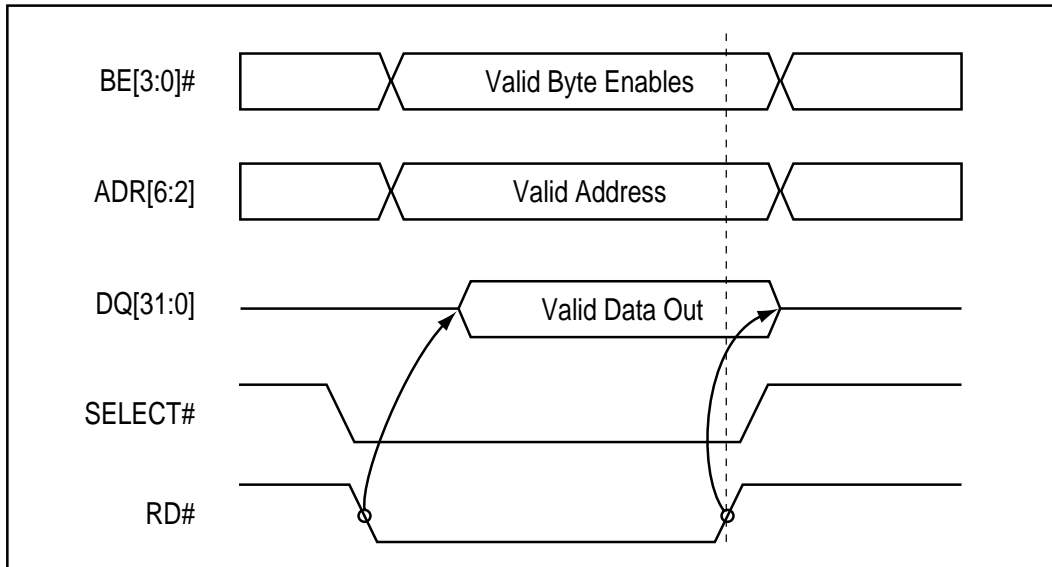 BE[3:0]#
Valid Byte Enables
ADR[6:2]
Valid Address
DQ[31:0]
Valid Data Out
SELECT#
RD#